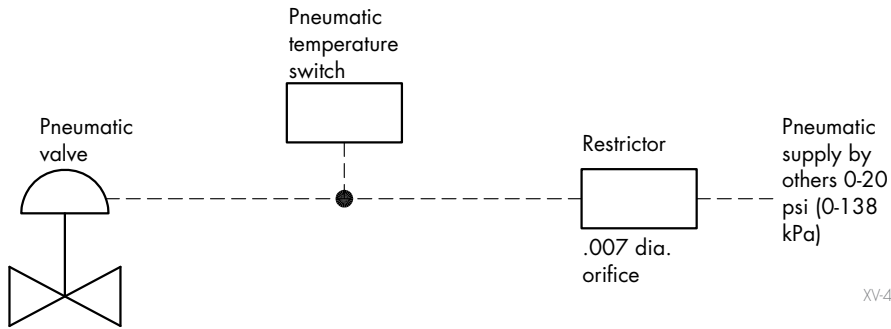 Pneumatic
temperature
switch
Pneumatic
valve
Restrictor
.007 dia.
orifice
Pneumatic
supply by
others 0-20
psi (0-138
kPa)
XV-4